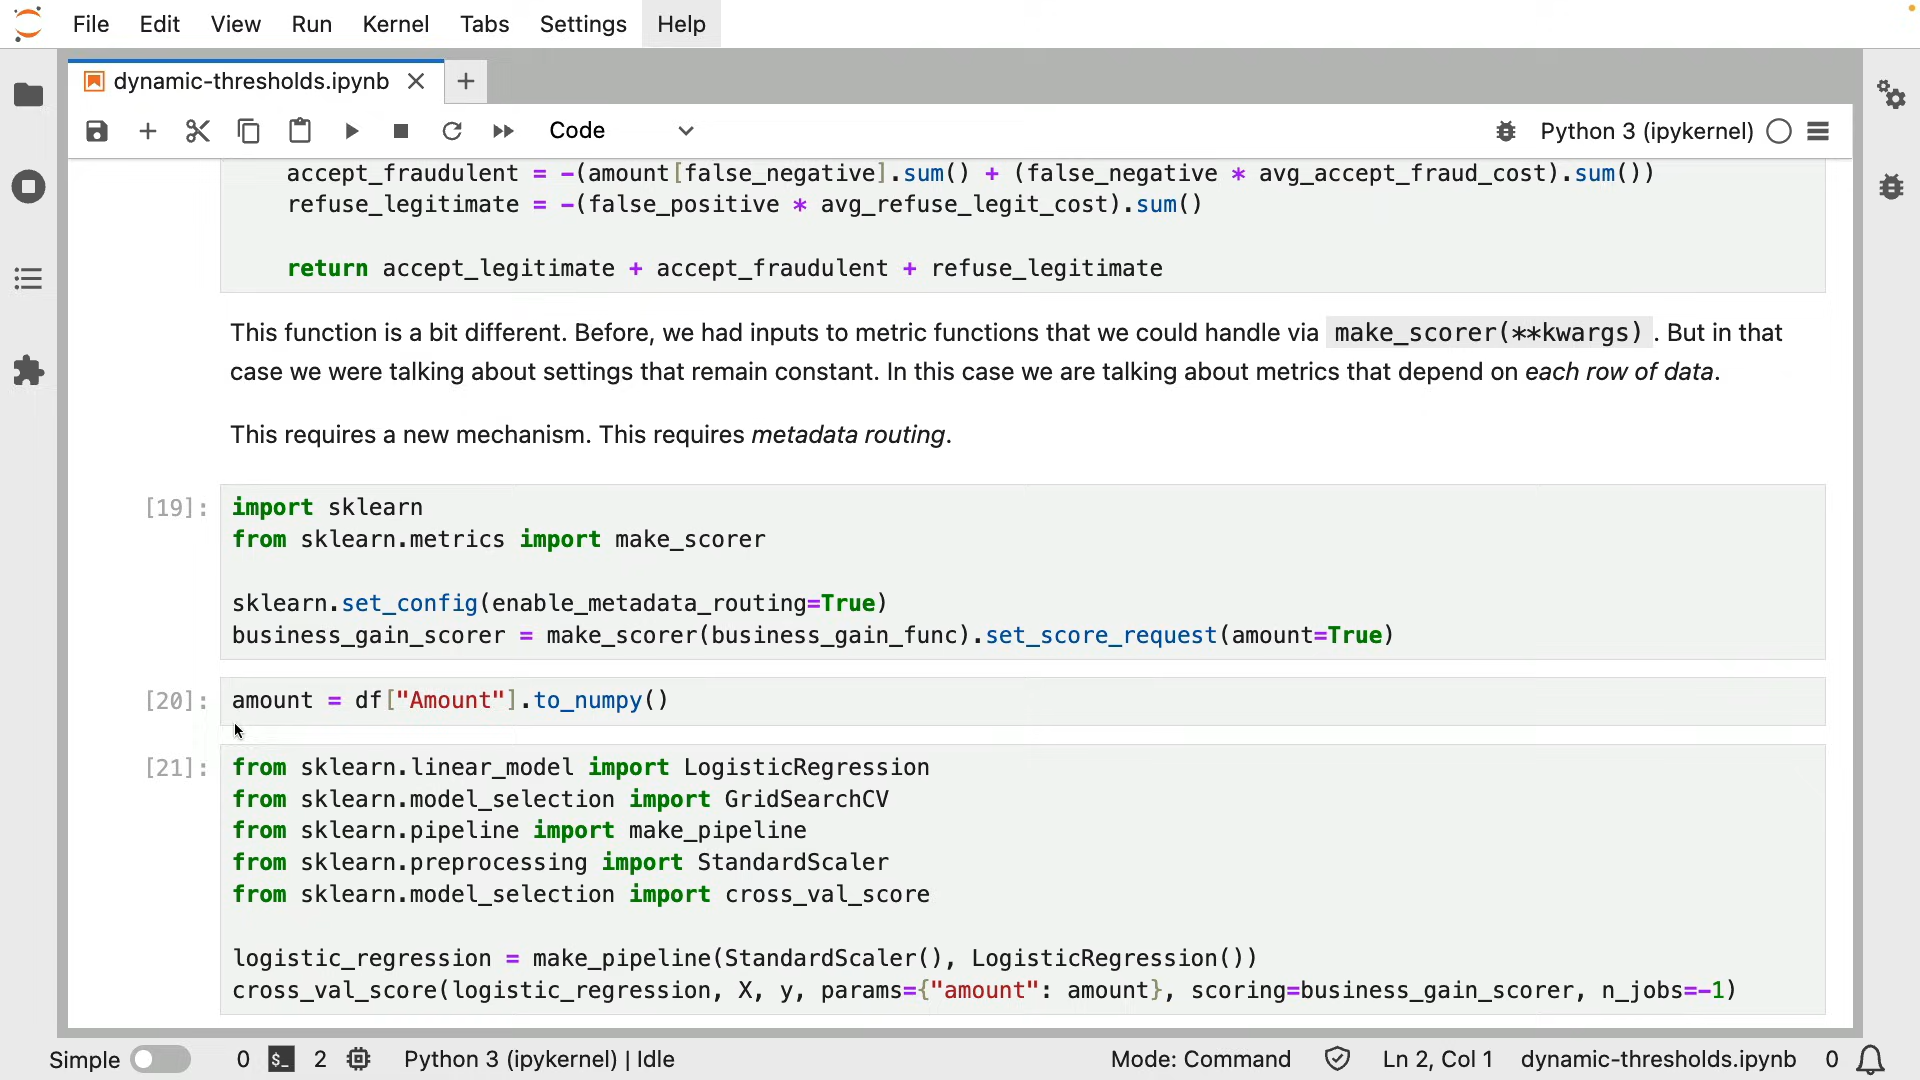 File Edit View Run Kernel Tabs Settings Help
dynamic-thresholds.ipynb
Code Python 3 (ipykernel)
accept_fraudulent = -(amount[false_negative].sum() + (false_negative * avg_accept_fraud_cost).sum())
refuse_legitimate = -(false_positive * avg_refuse_legit_cost).sum()
return accept_legitimate + accept_fraudulent + refuse_legitimate
This function is a bit different. Before, we had inputs to metric functions that we could handle via make_scorer(**kwargs) . But in that
case we were talking about settings that remain constant. In this case we are talking about metrics that depend on each row of data.
This requires a new mechanism. This requires metadata routing.
[19]: import sklearn
from sklearn.metrics import make_scorer
sklearn.set_config(enable_metadata_routing=True)
business_gain_scorer = make_scorer(business_gain_func).set_score_request(amount=True)
[20]: amount = df["Amount"].to_numpy()
[21]: from sklearn.linear_model import LogisticRegression
from sklearn.model_selection import GridSearchCV
from sklearn.pipeline import make_pipeline
from sklearn.preprocessing import StandardScaler
from sklearn.model_selection import cross_val_score
logistic_regression = make_pipeline(StandardScaler(), LogisticRegression())
cross_val_score(logistic_regression, X, y, params={"amount": amount}, scoring=business_gain_scorer, n_jobs=-1)
Simple 0 $_ 2 Python 3 (ipykernel) | Idle Mode: Command Ln 2, Col 1 dynamic-thresholds.ipynb 0